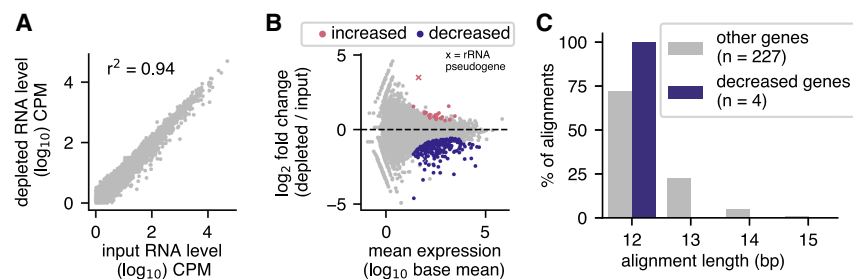 A
r² = 0.94
depleted RNA level
(log₁₀) CPM
4
2
0
0
2
4
input RNA level
(log₁₀) CPM
B
increased
decreased
x = rRNA
pseudogene
log₂ fold change
(depleted / input)
5
0
−5
0
5
mean expression
(log₁₀ base mean)
C
other genes
(n = 227)
decreased genes
(n = 4)
% of alignments
100
75
50
25
0
12
13
14
15
alignment length (bp)